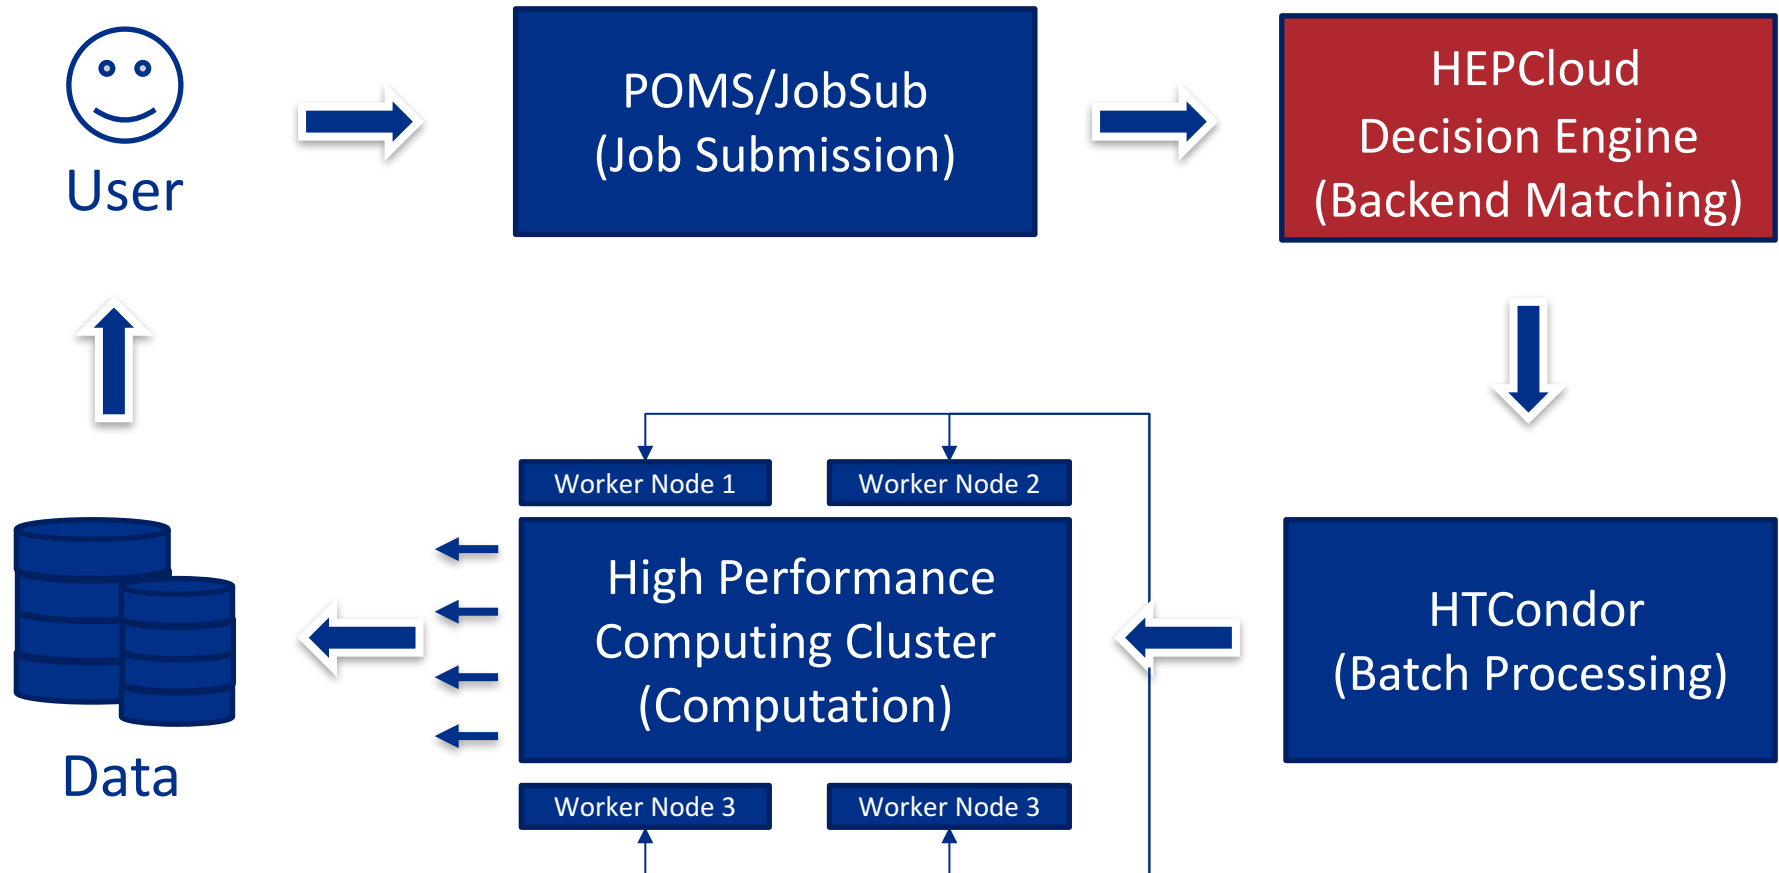 User
POMS/JobSub
(Job Submission)
HEPCloud
Decision Engine
(Backend Matching)
Worker Node 1
Worker Node 2
High Performance
Computing Cluster
(Computation)
HTCondor
(Batch Processing)
Data
Worker Node 3
Worker Node 3